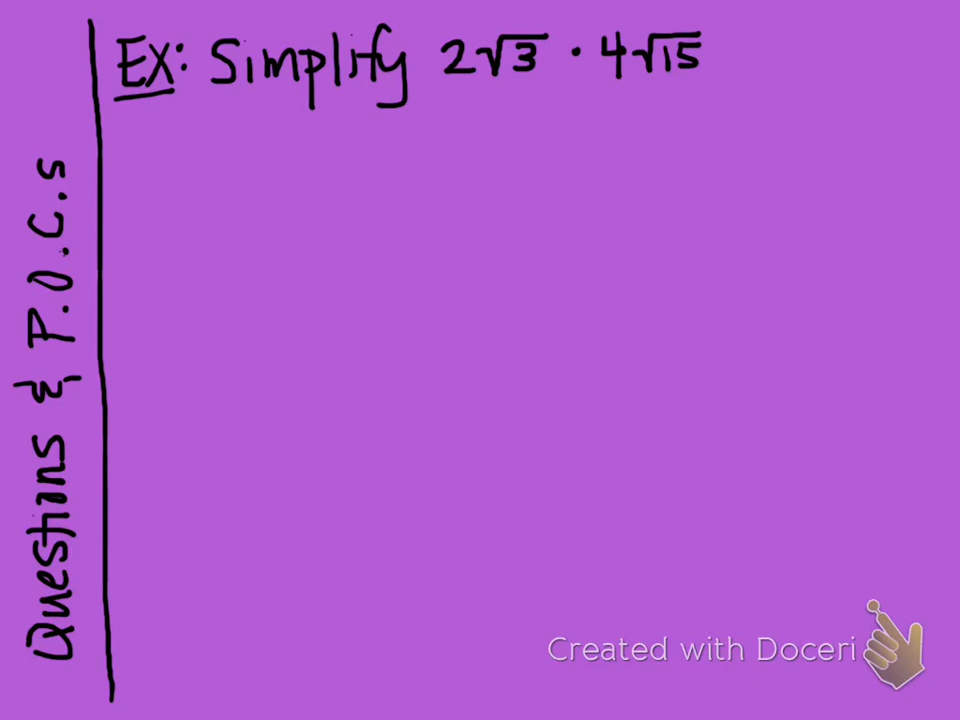 EX: Simplify 2√3 · 4√15
Questions & P.O.C.s
Created with Doceri